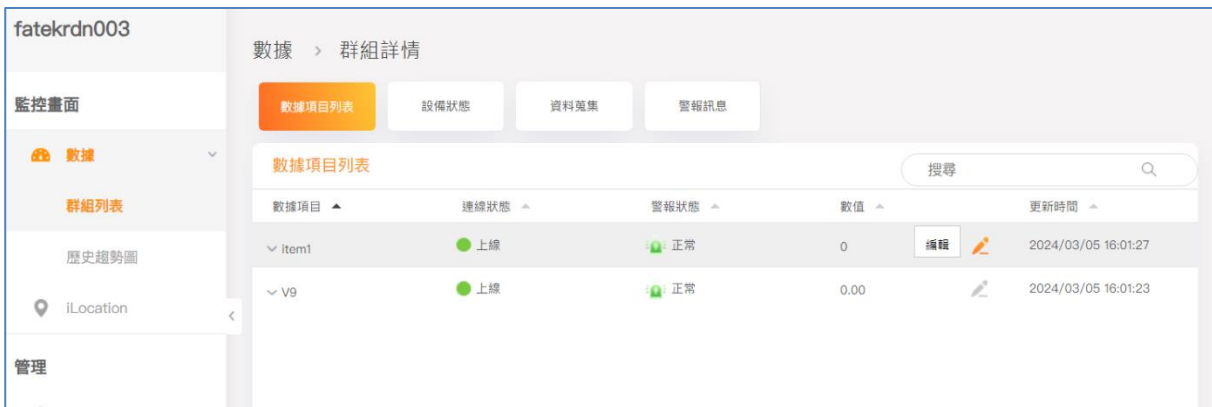 fatekrdn003
數據 > 群組詳情
監控畫面
數據項目列表 設備狀態 資料蒐集 警報訊息
數據
數據項目列表 搜尋
群組列表
數據項目 連線狀態 警報狀態 數值 更新時間
Item1 上線 正常 0 編輯 2024/03/05 16:01:27
歷史趨勢圖
V9 上線 正常 0.00 2024/03/05 16:01:23
iLocation
管理